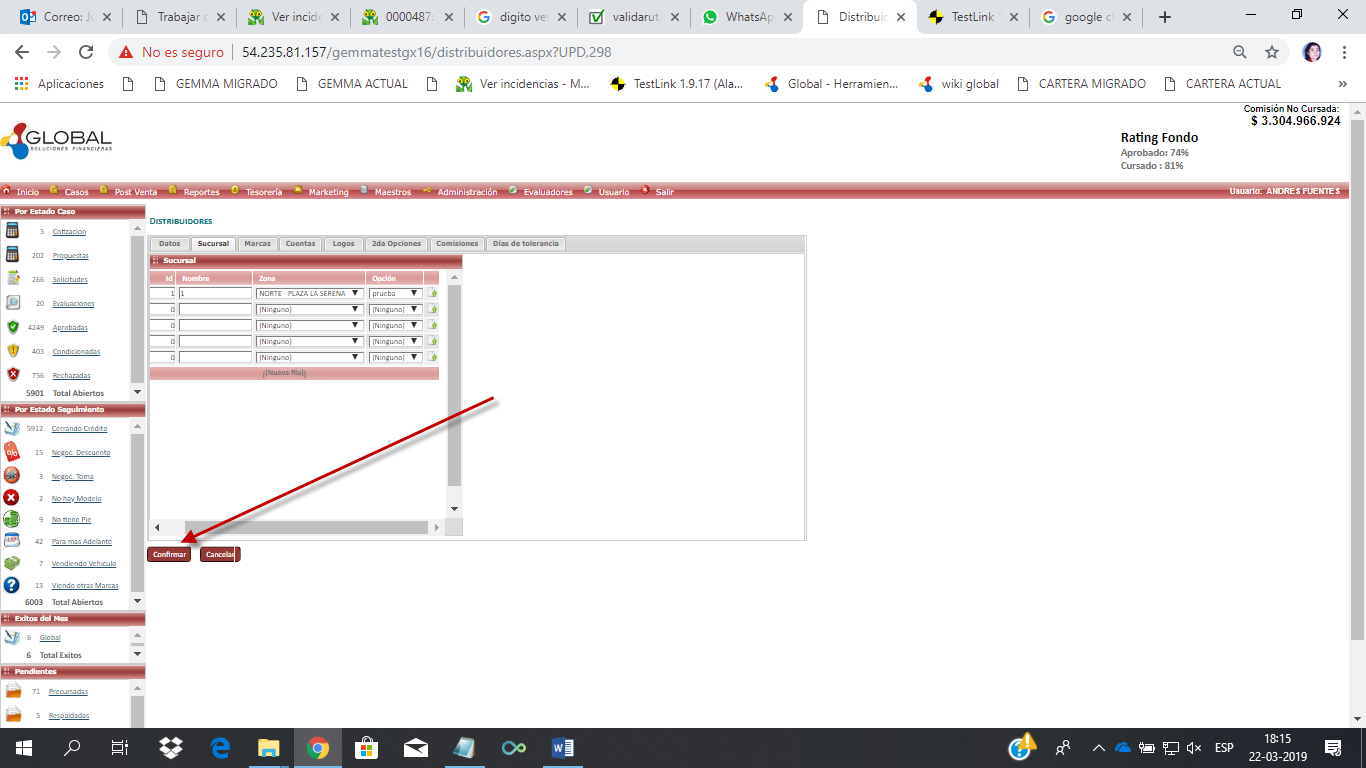 Correo: Ju
Trabajar c
Ver incide
0000487:
digito ver
validarut.
WhatsAp
Distribuid
TestLink 1
google ch
No es seguro | 54.235.81.157/gemmatestgx16/distribuidores.aspx?UPD,298
Aplicaciones
GEMMA MIGRADO
GEMMA ACTUAL
Ver incidencias - M...
TestLink 1.9.17 (Ala...
Global - Herramien...
wiki global
CARTERA MIGRADO
CARTERA ACTUAL
»
Comisión No Cursada:
$ 3.304.966.924
GLOBAL
SOLUCIONES FINANCIERAS
Rating Fondo
Aprobado: 74%
Cursado : 81%
Inicio Casos Post Venta Reportes Tesorería Marketing Maestros Administración Evaluadores Usuario Salir
Usuario: ANDRES FUENTES
Por Estado Caso
5 Cotizacion
202 Propuestas
266 Solicitudes
20 Evaluaciones
4249 Aprobadas
403 Condicionadas
756 Rechazadas
5901 Total Abiertos
Por Estado Seguimiento
5912 Cerrando Crédito
15 Negoc. Descuento
3 Negoc. Toma
2 No hay Modelo
9 No tiene Pie
42 Para mas Adelante
7 Vendiendo Vehiculo
13 Viendo otras Marcas
6003 Total Abiertos
Exitos del Mes
6 Global
6 Total Exitos
Pendientes
71 Precursadas
5 Respaldadas
DISTRIBUIDORES
Datos Sucursal Marcas Cuentas Logos 2da Opciones Comisiones Días de tolerancia
Sucursal
Id Nombre Zona Opción
1 1 NORTE - PLAZA LA SERENA prueba
0 (Ninguno) (Ninguno)
0 (Ninguno) (Ninguno)
0 (Ninguno) (Ninguno)
0 (Ninguno) (Ninguno)
[Nueva fila]
Confirmar Cancelar
ESP
18:15
22-03-2019